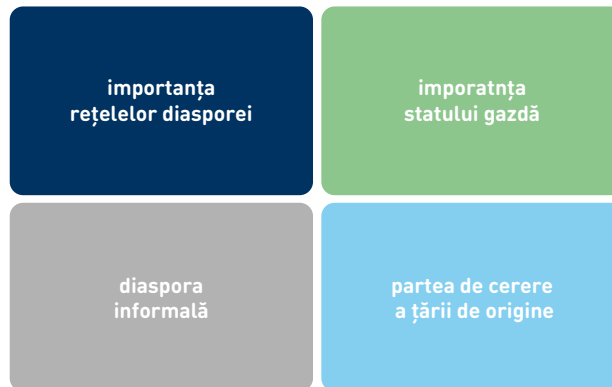 importanța
rețelelor diasporei
imporatnța
statului gazdă
diaspora
informală
partea de cerere
a țării de origine